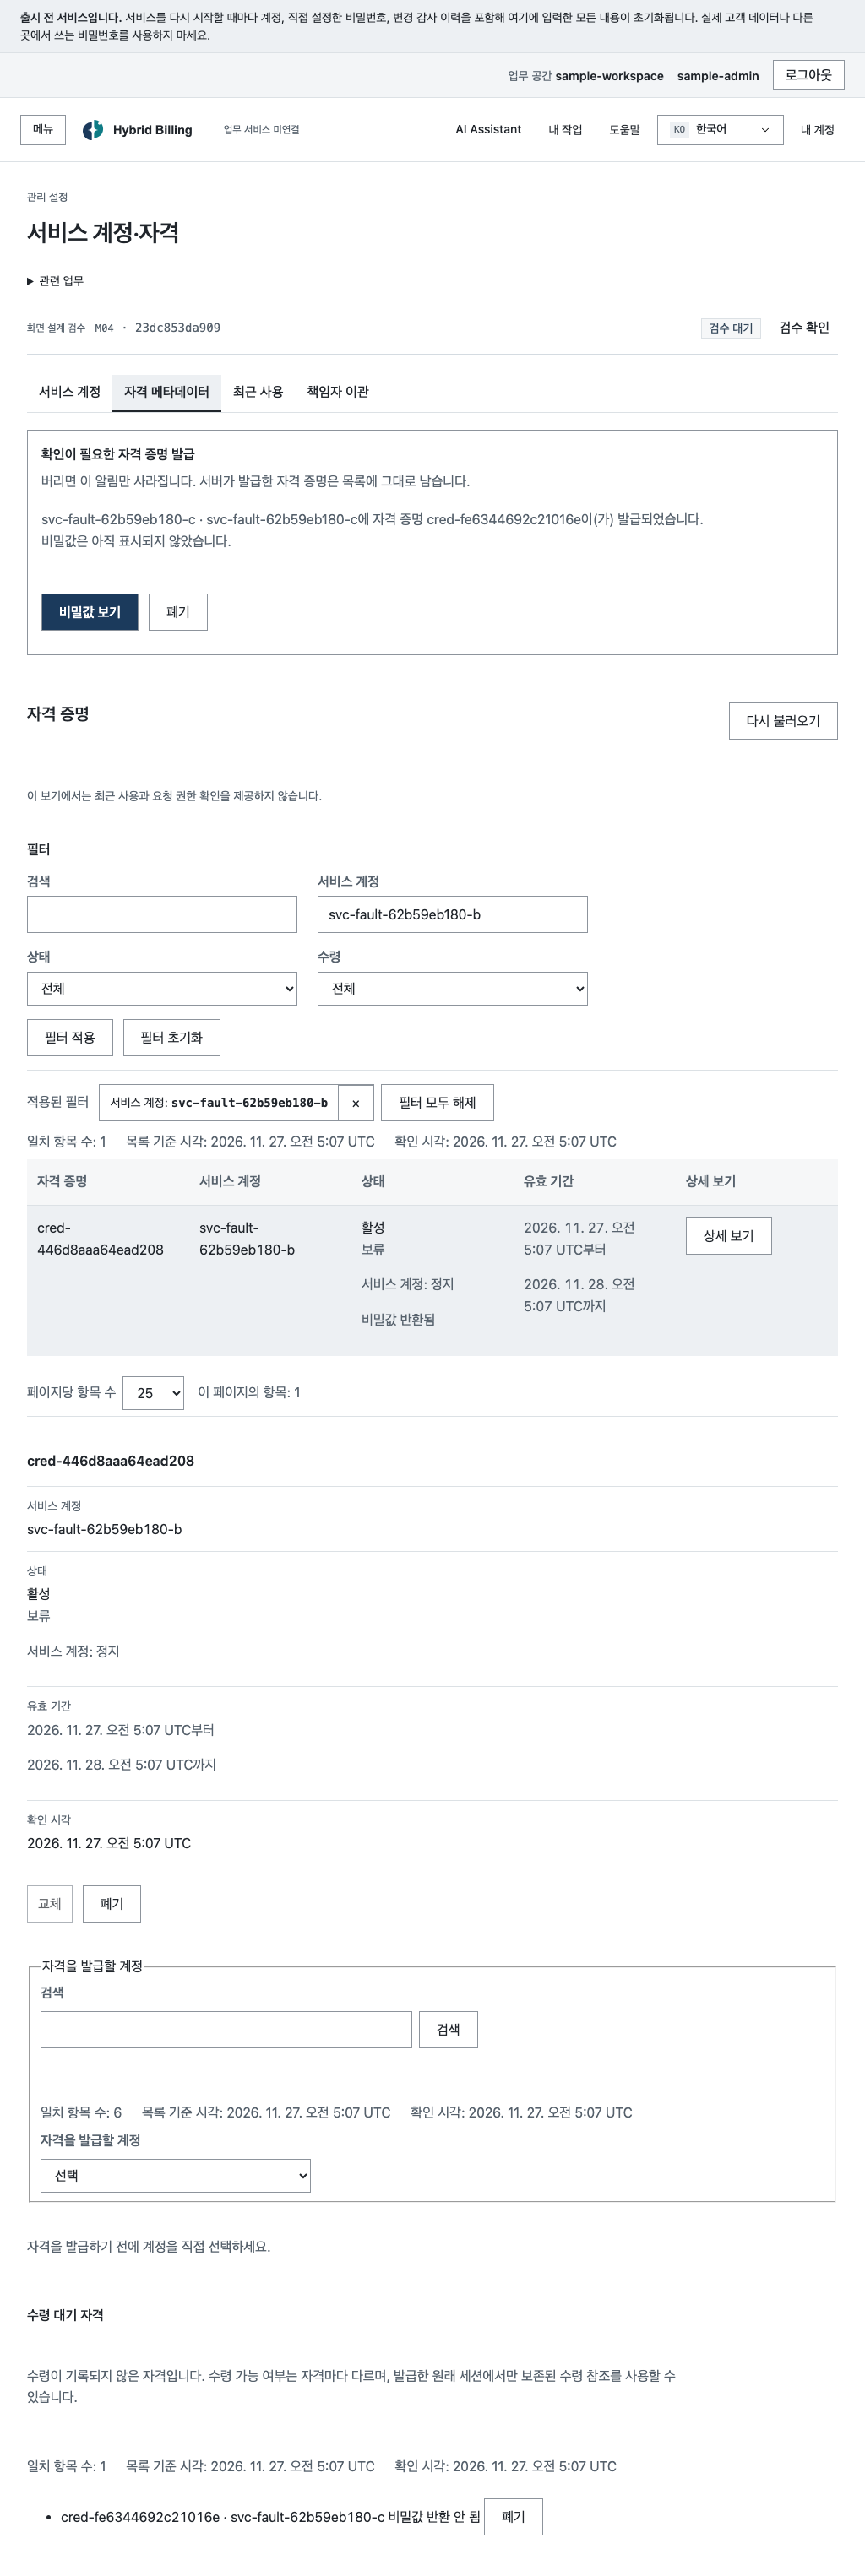 출시 전 서비스입니다. 서비스를 다시 시작할 때마다 계정, 직접 설정한 비밀번호, 변경 감사 이력을 포함해 여기에 입력한 모든 내용이 초기화됩니다. 실제 고객 데이터나 다른
곳에서 쓰는 비밀번호를 사용하지 마세요.
업무 공간 sample-workspace sample-admin 로그아웃
메뉴 Hybrid Billing 업무 서비스 미연결 AI Assistant 내 작업 도움말 KO 한국어 내 계정
관리 설정
서비스 계정·자격
▶ 관련 업무
화면 설계 검수 M04 · 23dc853da909 검수 대기 검수 확인
서비스 계정 자격 메타데이터 최근 사용 책임자 이관
확인이 필요한 자격 증명 발급
버리면 이 알림만 사라집니다. 서버가 발급한 자격 증명은 목록에 그대로 남습니다.
svc-fault-62b59eb180-c · svc-fault-62b59eb180-c에 자격 증명 cred-fe6344692c21016e이(가) 발급되었습니다.
비밀값은 아직 표시되지 않았습니다.
비밀값 보기 폐기
자격 증명 다시 불러오기
이 보기에서는 최근 사용과 요청 권한 확인을 제공하지 않습니다.
필터
검색 서비스 계정
svc-fault-62b59eb180-b
상태 수령
전체 전체
필터 적용 필터 초기화
적용된 필터 서비스 계정: svc-fault-62b59eb180-b × 필터 모두 해제
일치 항목 수: 1 목록 기준 시각: 2026. 11. 27. 오전 5:07 UTC 확인 시각: 2026. 11. 27. 오전 5:07 UTC
자격 증명 서비스 계정 상태 유효 기간 상세 보기
cred- svc-fault- 활성 2026. 11. 27. 오전 상세 보기
446d8aaa64ead208 62b59eb180-b 보류 5:07 UTC부터
서비스 계정: 정지 2026. 11. 28. 오전
5:07 UTC까지
비밀값 반환됨
페이지당 항목 수 25 이 페이지의 항목: 1
cred-446d8aaa64ead208
서비스 계정
svc-fault-62b59eb180-b
상태
활성
보류
서비스 계정: 정지
유효 기간
2026. 11. 27. 오전 5:07 UTC부터
2026. 11. 28. 오전 5:07 UTC까지
확인 시각
2026. 11. 27. 오전 5:07 UTC
교체 폐기
자격을 발급할 계정
검색
검색
일치 항목 수: 6 목록 기준 시각: 2026. 11. 27. 오전 5:07 UTC 확인 시각: 2026. 11. 27. 오전 5:07 UTC
자격을 발급할 계정
선택
자격을 발급하기 전에 계정을 직접 선택하세요.
수령 대기 자격
수령이 기록되지 않은 자격입니다. 수령 가능 여부는 자격마다 다르며, 발급한 원래 세션에서만 보존된 수령 참조를 사용할 수
있습니다.
일치 항목 수: 1 목록 기준 시각: 2026. 11. 27. 오전 5:07 UTC 확인 시각: 2026. 11. 27. 오전 5:07 UTC
• cred-fe6344692c21016e · svc-fault-62b59eb180-c 비밀값 반환 안 됨 폐기